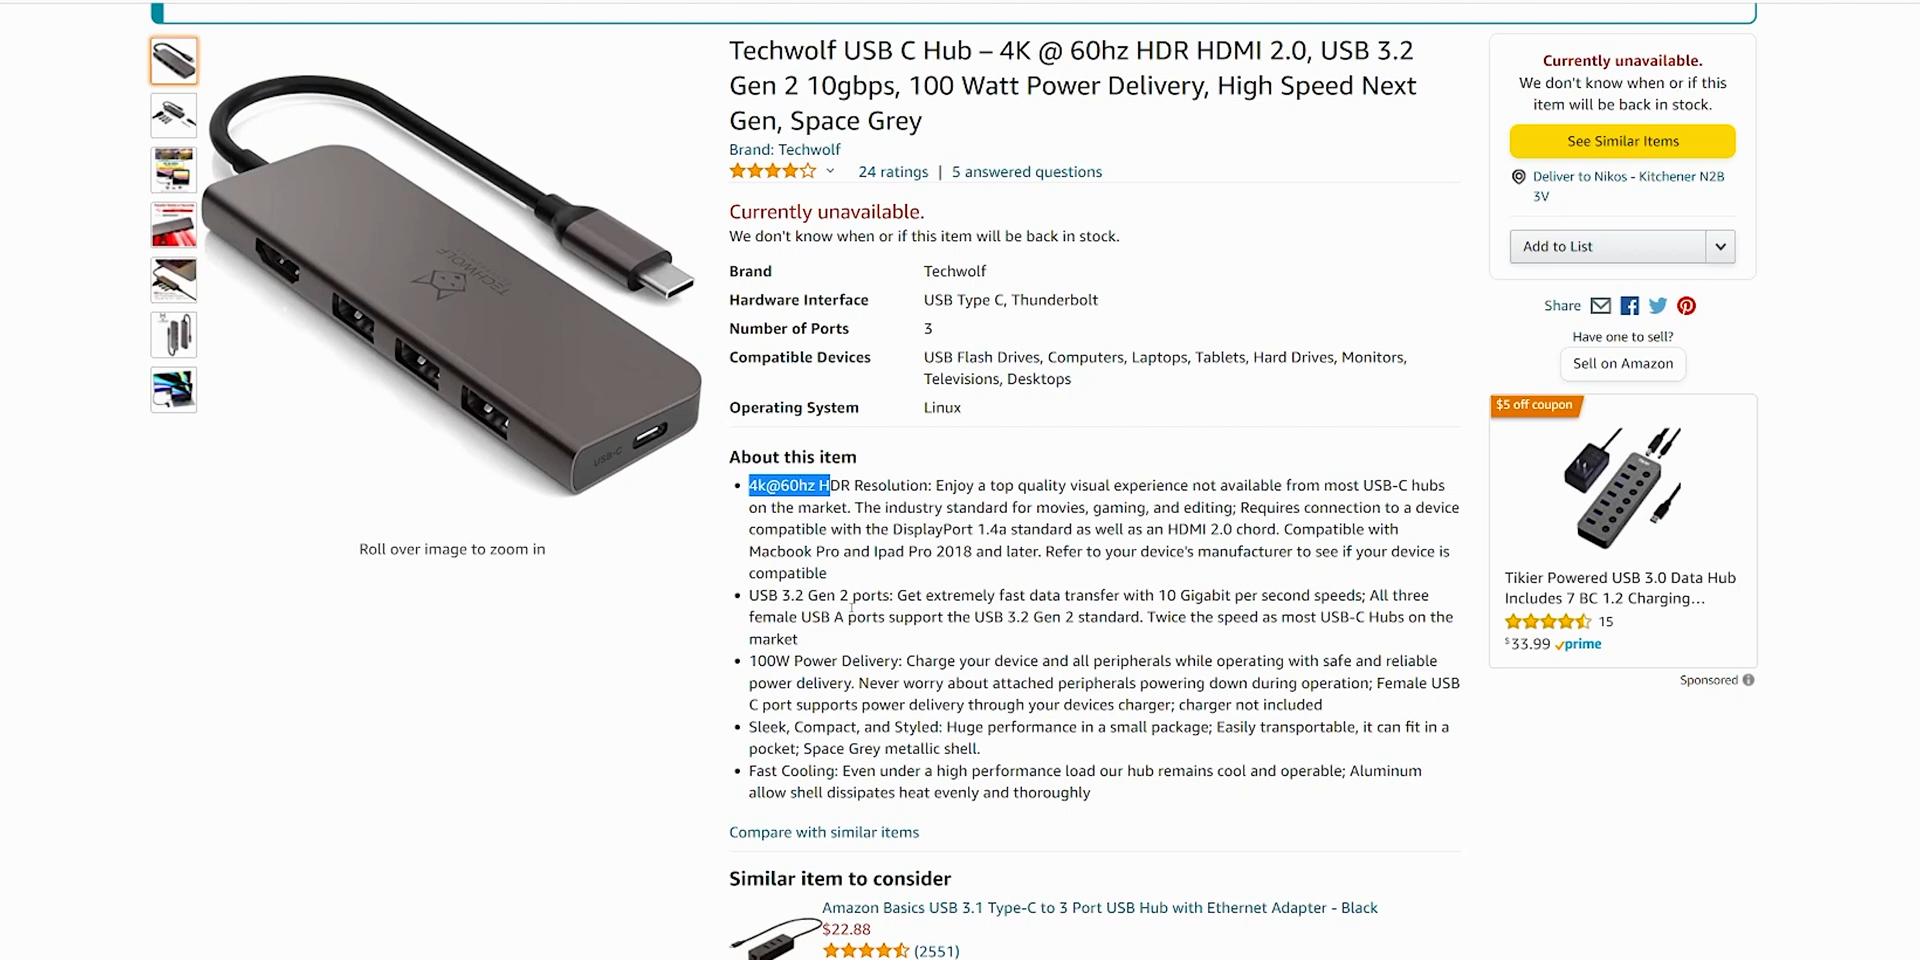 Techwolf USB C Hub – 4K @ 60hz HDR HDMI 2.0, USB 3.2
Gen 2 10gbps, 100 Watt Power Delivery, High Speed Next
Gen, Space Grey
Brand: Techwolf
24 ratings | 5 answered questions
Currently unavailable.
We don't know when or if this item will be back in stock.
Brand Techwolf
Hardware Interface USB Type C, Thunderbolt
Number of Ports 3
Compatible Devices USB Flash Drives, Computers, Laptops, Tablets, Hard Drives, Monitors,
Televisions, Desktops
Operating System Linux
About this item
• 4k@60hz HDR Resolution: Enjoy a top quality visual experience not available from most USB-C hubs
on the market. The industry standard for movies, gaming, and editing; Requires connection to a device
compatible with the DisplayPort 1.4a standard as well as an HDMI 2.0 chord. Compatible with
Macbook Pro and Ipad Pro 2018 and later. Refer to your device's manufacturer to see if your device is
compatible
• USB 3.2 Gen 2 ports: Get extremely fast data transfer with 10 Gigabit per second speeds; All three
female USB A ports support the USB 3.2 Gen 2 standard. Twice the speed as most USB-C Hubs on the
market
• 100W Power Delivery: Charge your device and all peripherals while operating with safe and reliable
power delivery. Never worry about attached peripherals powering down during operation; Female USB
C port supports power delivery through your devices charger; charger not included
• Sleek, Compact, and Styled: Huge performance in a small package; Easily transportable, it can fit in a
pocket; Space Grey metallic shell.
• Fast Cooling: Even under a high performance load our hub remains cool and operable; Aluminum
allow shell dissipates heat evenly and thoroughly
Compare with similar items
Similar item to consider
Amazon Basics USB 3.1 Type-C to 3 Port USB Hub with Ethernet Adapter - Black
$22.88
(2551)
TECHWOLF
USB-C
Roll over image to zoom in
Currently unavailable.
We don't know when or if this
item will be back in stock.
See Similar Items
Deliver to Nikos - Kitchener N2B
3V
Add to List
Share
Have one to sell?
Sell on Amazon
$5 off coupon
Tikier Powered USB 3.0 Data Hub
Includes 7 BC 1.2 Charging...
15
$33.99 prime
Sponsored